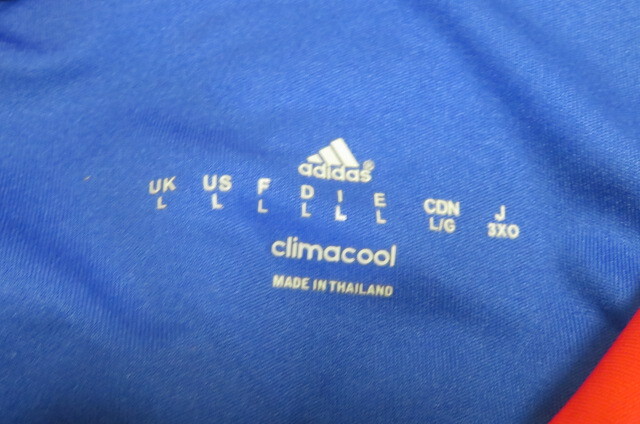 adidas®
UK US F D I E CDN J
L L L L L L L/G 3XO
climacool
MADE IN THAILAND